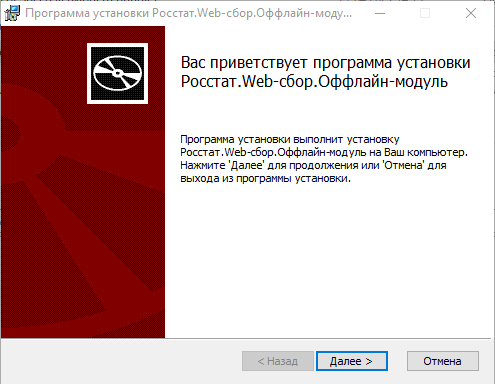 Программа установки Росстат.Web-сбор.Оффлайн-моду...
Вас приветствует программа установки
Росстат.Web-сбор.Оффлайн-модуль
Программа установки выполнит установку
Росстат.Web-сбор.Оффлайн-модуль на Ваш компьютер.
Нажмите 'Далее' для продолжения или 'Отмена' для
выхода из программы установки.
< Назад
Далее >
Отмена